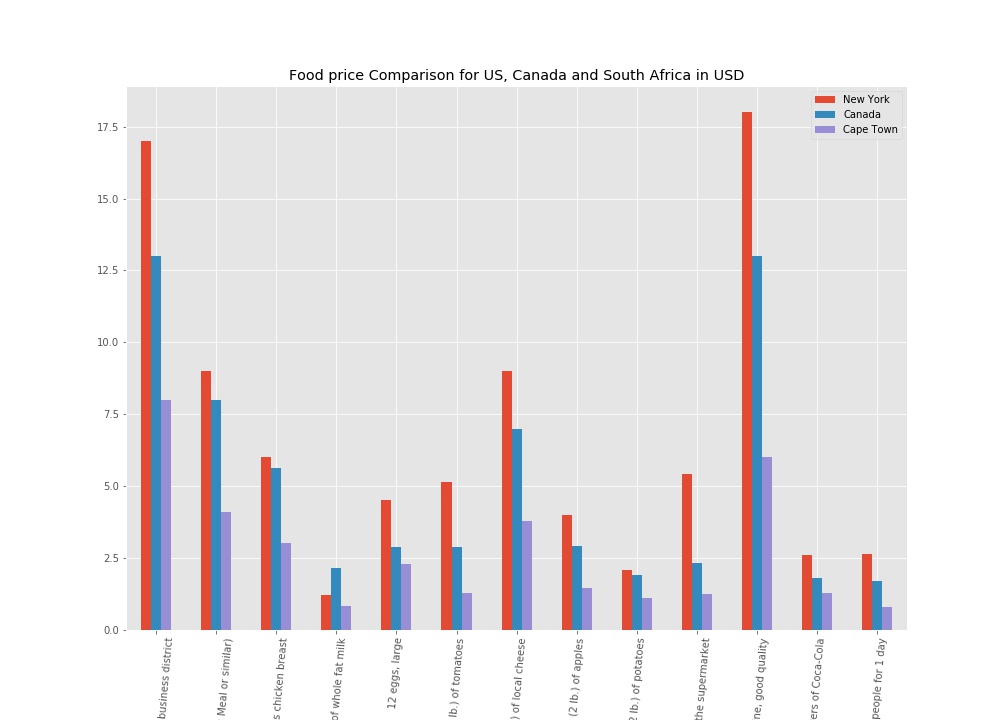 Food price Comparison for US, Canada and South Africa in USD
New York
Canada
Cape Town
17.5
15.0
12.5
10.0
7.5
5.0
2.5
0.0
business district
Meal or similar)
s chicken breast
of whole fat milk
12 eggs, large
lb.) of tomatoes
) of local cheese
(2 lb.) of apples
2 lb.) of potatoes
the supermarket
ne, good quality
ers of Coca-Cola
people for 1 day